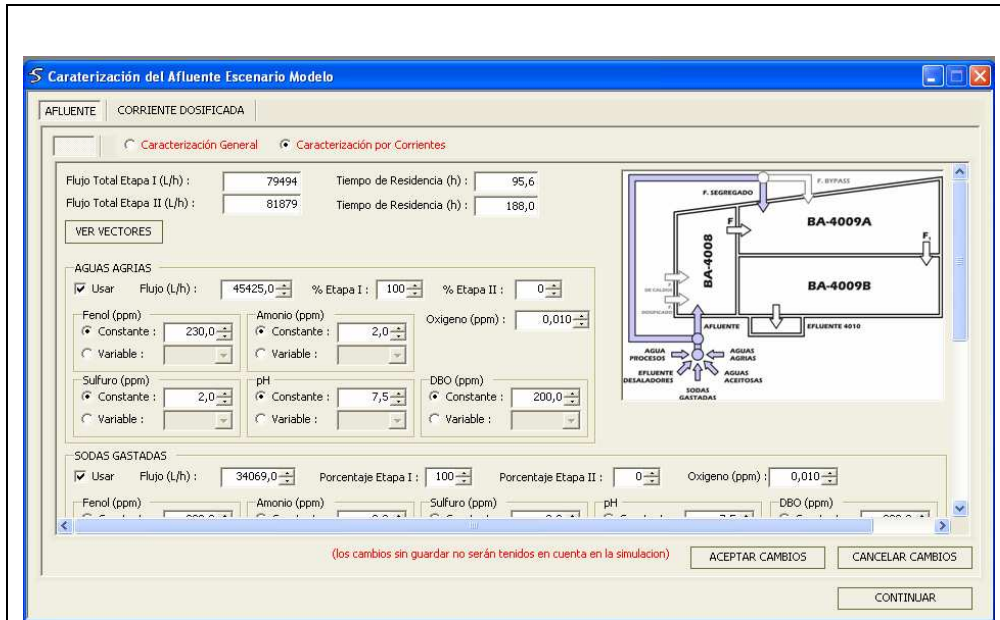 Caraterización del Afluente Escenario Modelo
AFLUENTE CORRIENTE DOSIFICADA
Caracterización General Caracterización por Corrientes
Flujo Total Etapa I (L/h) : 79494 Tiempo de Residencia (h) : 95,6
Flujo Total Etapa II (L/h) : 81879 Tiempo de Residencia (h) : 188,0
VER VECTORES
F. SEGREGADO
F. BYPASS
F
BA-4009A
F,
BA-4008
BA-4009B
AFLUENTE
EFLUENTE 4010
AGUA PROCESOS
AGUAS AGRIAS
EFLUENTE DESALADORES
AGUAS ACEITOSAS
SODAS GASTADAS
AGUAS AGRIAS
Usar Flujo (L/h) : 45425,0 % Etapa I : 100 % Etapa II : 0
Fenol (ppm) Amonio (ppm) Oxigeno (ppm) : 0,010
Constante : 230,0 Constante : 2,0
Variable : Variable :
Sulfuro (ppm) pH DBO (ppm)
Constante : 2,0 Constante : 7,5 Constante : 200,0
Variable : Variable : Variable :
SODAS GASTADAS
Usar Flujo (L/h) : 34069,0 Porcentaje Etapa I : 100 Porcentaje Etapa II : 0 Oxigeno (ppm) : 0,010
Fenol (ppm) Amonio (ppm) Sulfuro (ppm) pH DBO (ppm)
(los cambios sin guardar no serán tenidos en cuenta en la simulacion) ACEPTAR CAMBIOS CANCELAR CAMBIOS
CONTINUAR